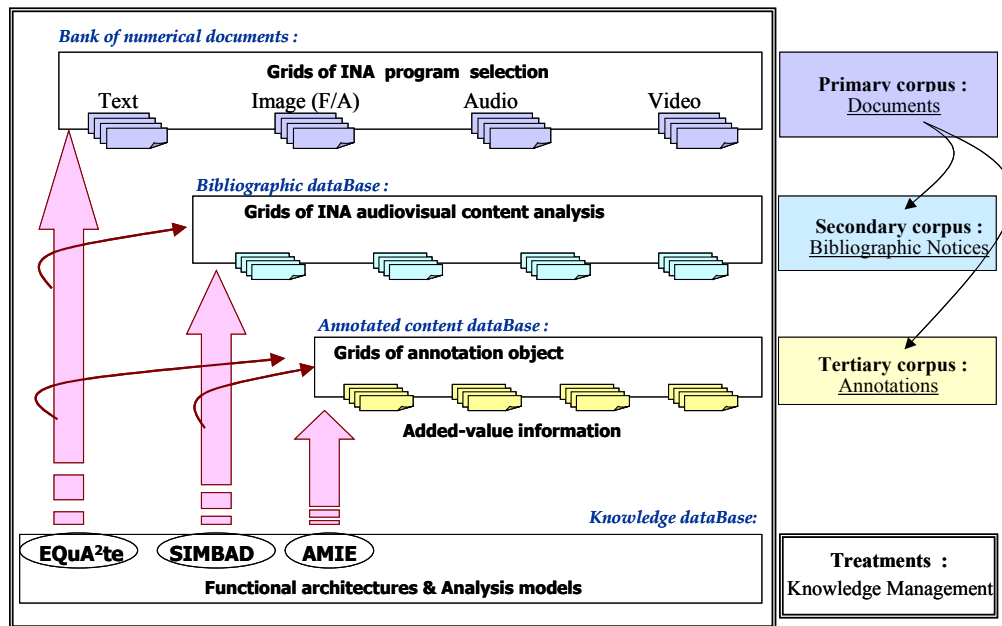 Bank of numerical documents :
Grids of INA program selection
Text
Image (F/A)
Audio
Video
Primary corpus :
Documents
Bibliographic dataBase :
Grids of INA audiovisual content analysis
Secondary corpus :
Bibliographic Notices
Annotated content dataBase :
Grids of annotation object
Tertiary corpus :
Annotations
Added-value information
Knowledge dataBase:
EQuA²te
SIMBAD
AMIE
Functional architectures & Analysis models
Treatments :
Knowledge Management